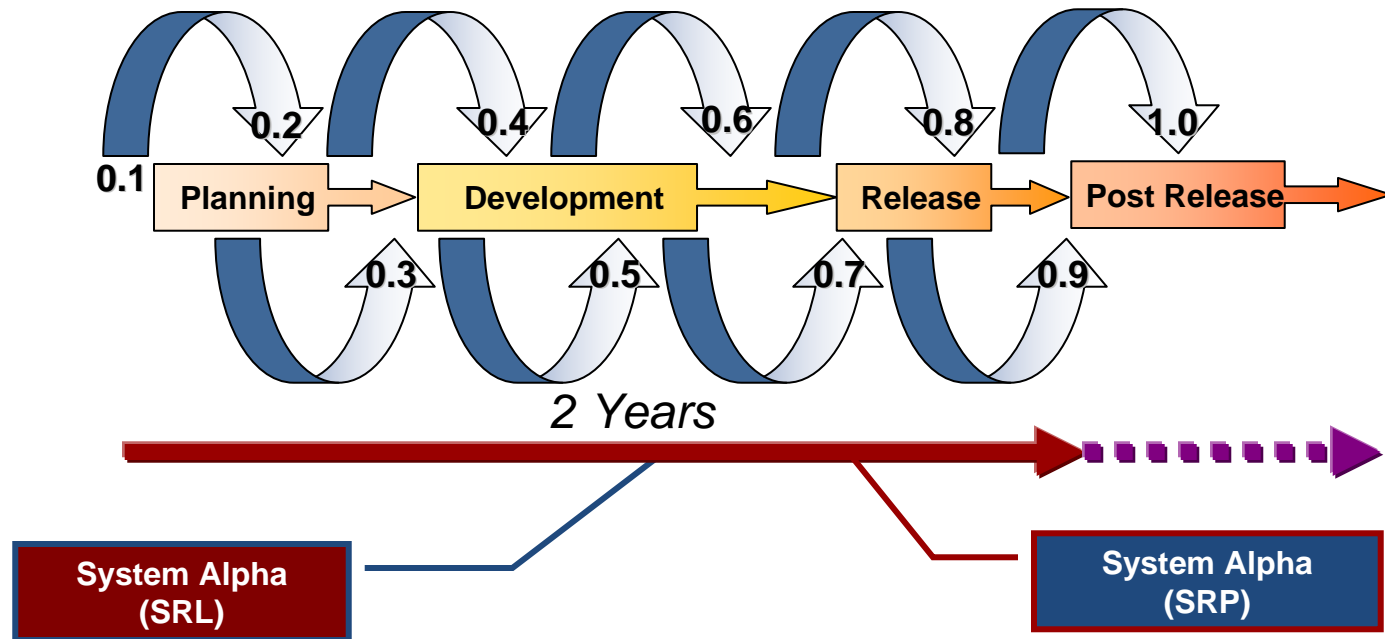 0.2
0.4
0.6
0.8
1.0
0.1
Planning
Development
Release
Post Release
0.3
0.5
0.7
0.9
2 Years
System Alpha
(SRL)
System Alpha
(SRP)